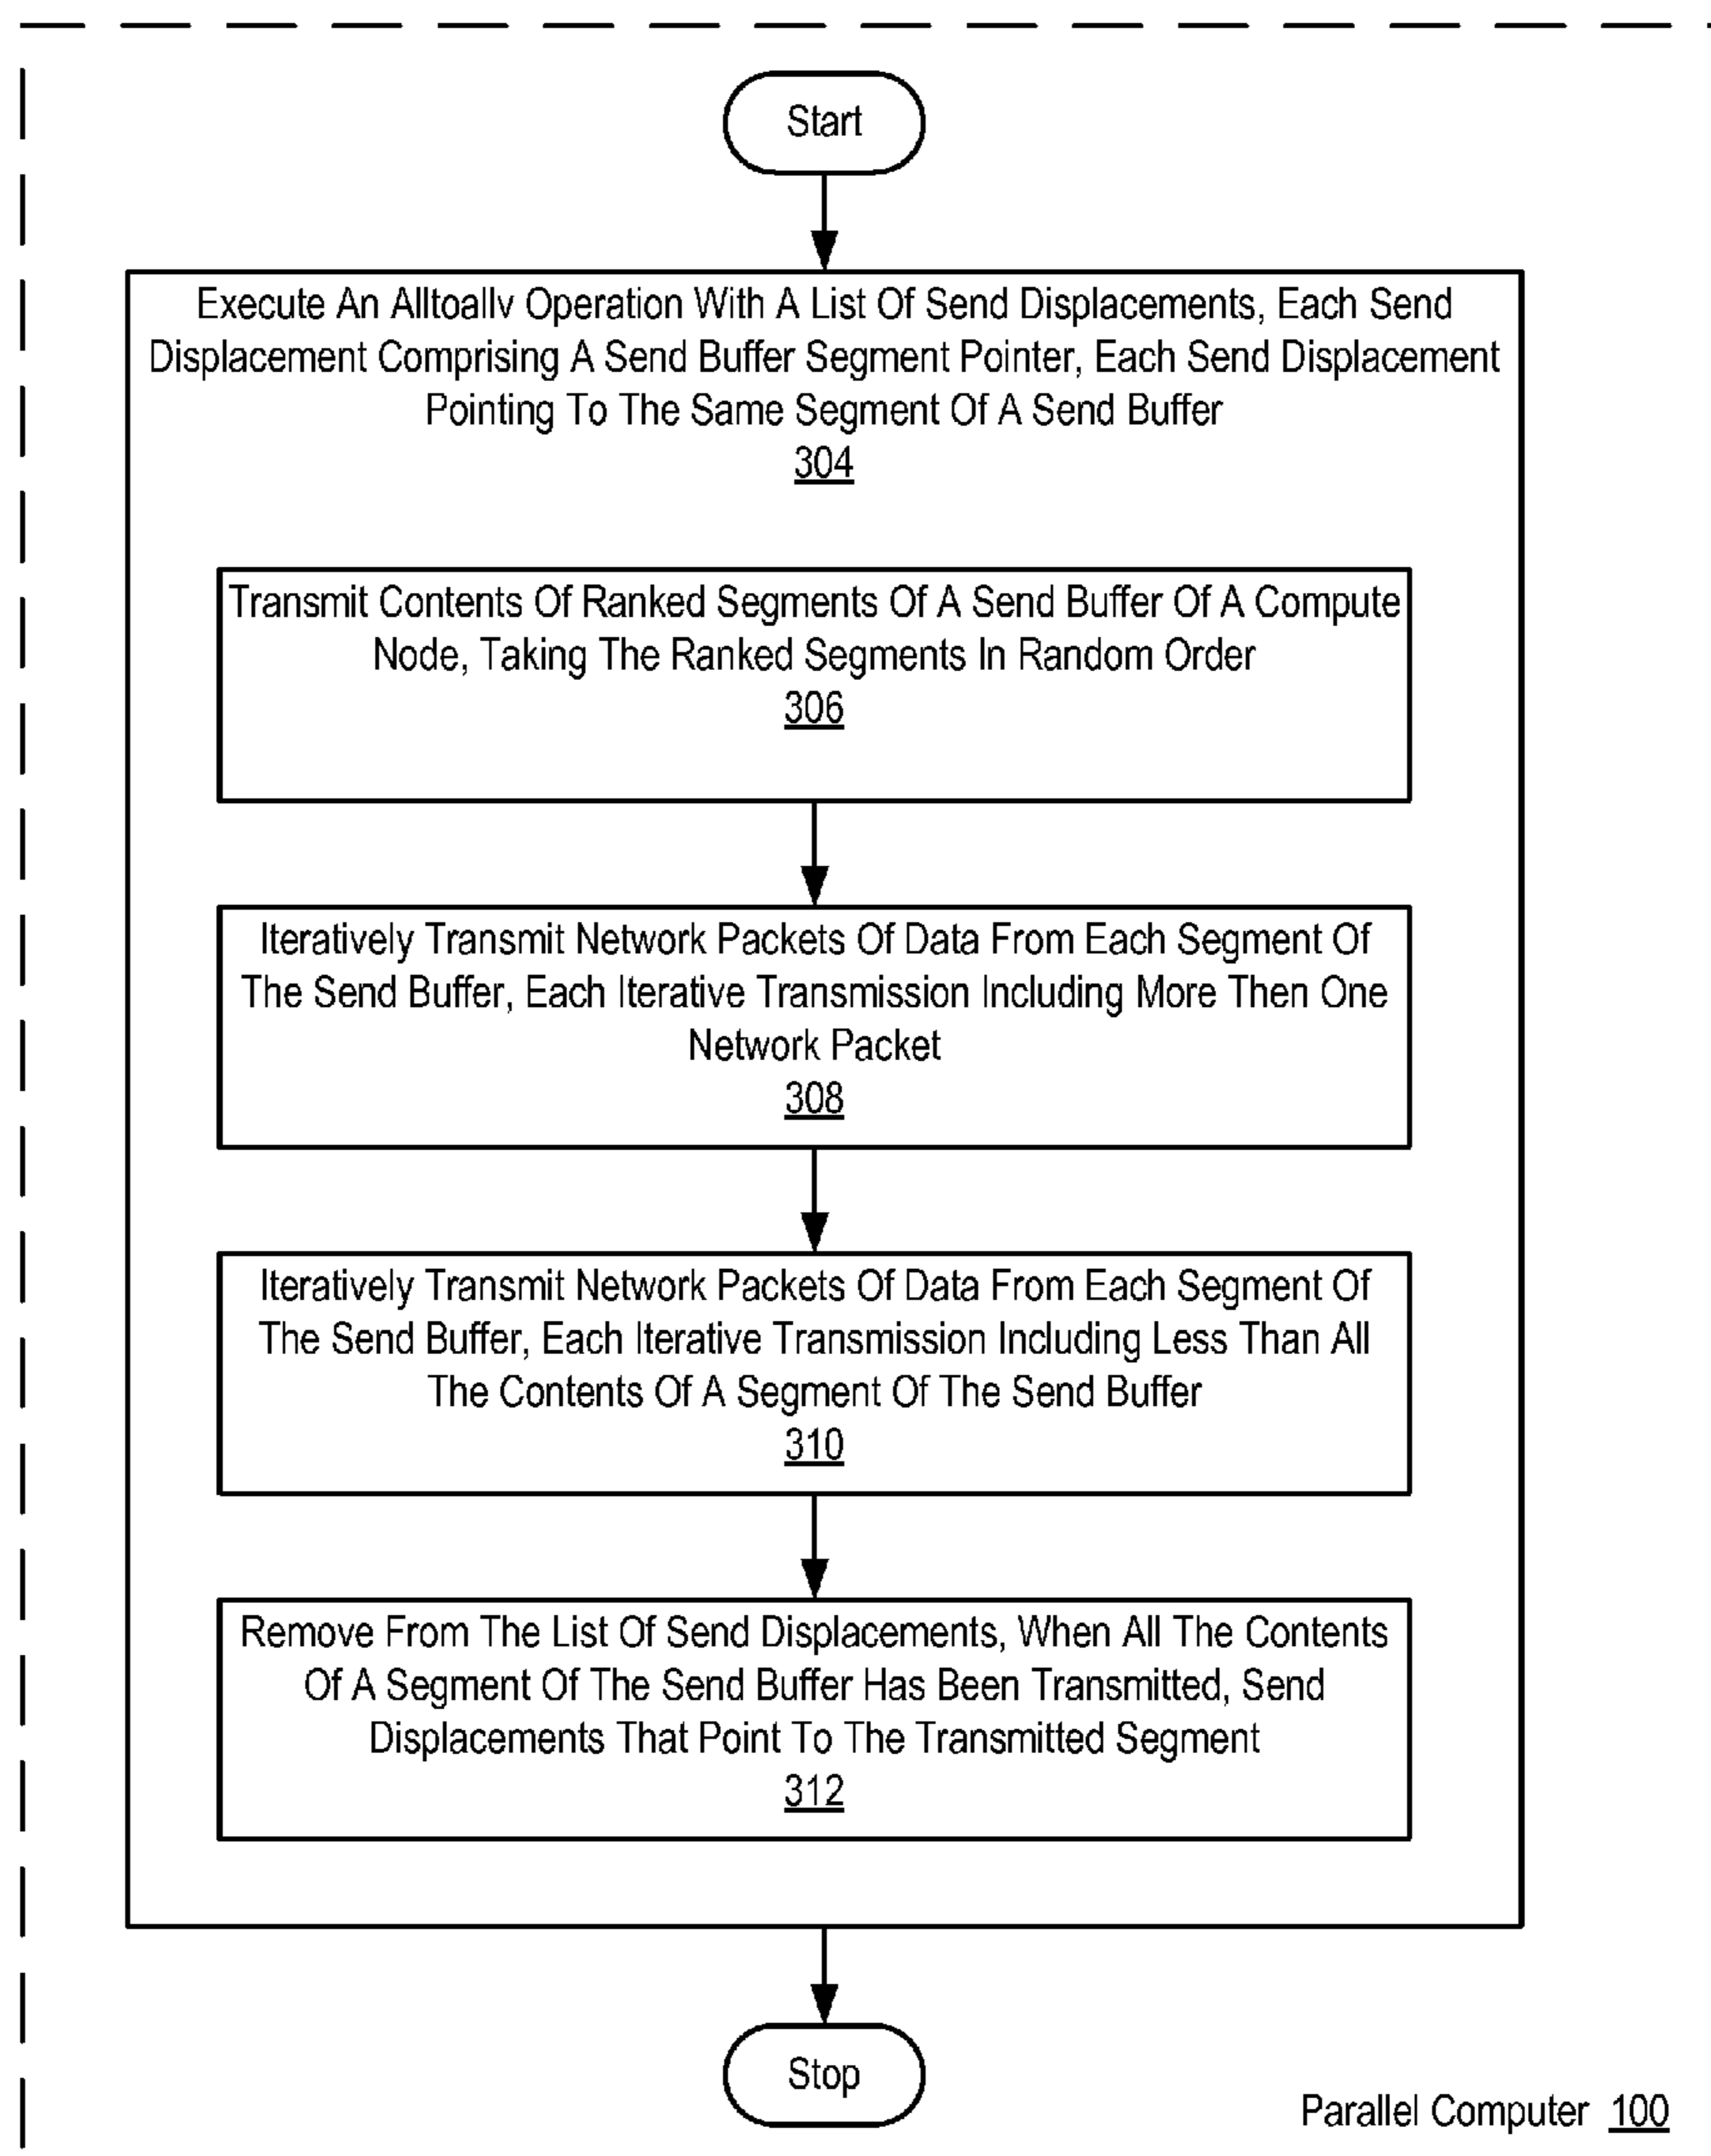 Start
Execute An Alltoallv Operation With A List Of Send Displacements, Each Send
Displacement Comprising A Send Buffer Segment Pointer, Each Send Displacement
Pointing To The Same Segment Of A Send Buffer
304
Transmit Contents Of Ranked Segments Of A Send Buffer Of A Compute
Node, Taking The Ranked Segments In Random Order
306
Iteratively Transmit Network Packets Of Data From Each Segment Of
The Send Buffer, Each Iterative Transmission Including More Then One
Network Packet
308
Iteratively Transmit Network Packets Of Data From Each Segment Of
The Send Buffer, Each Iterative Transmission Including Less Than All
The Contents Of A Segment Of The Send Buffer
310
Remove From The List Of Send Displacements, When All The Contents
Of A Segment Of The Send Buffer Has Been Transmitted, Send
Displacements That Point To The Transmitted Segment
312
Stop
Parallel Computer 100